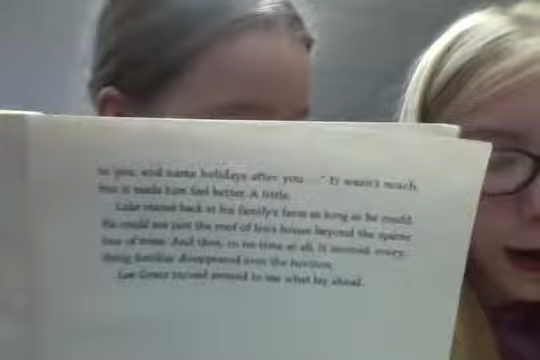 to you, and name holidays after you...." It wasn't much,
but it made him feel better. A little.
Luke stared back at his family's farm as long as he could.
He could see just the roof of Jen's house beyond the sparse
line of trees. And then, in no time at all, it seemed, every-
thing familiar disappeared over the horizon.
Lee Grant turned around to see what lay ahead.